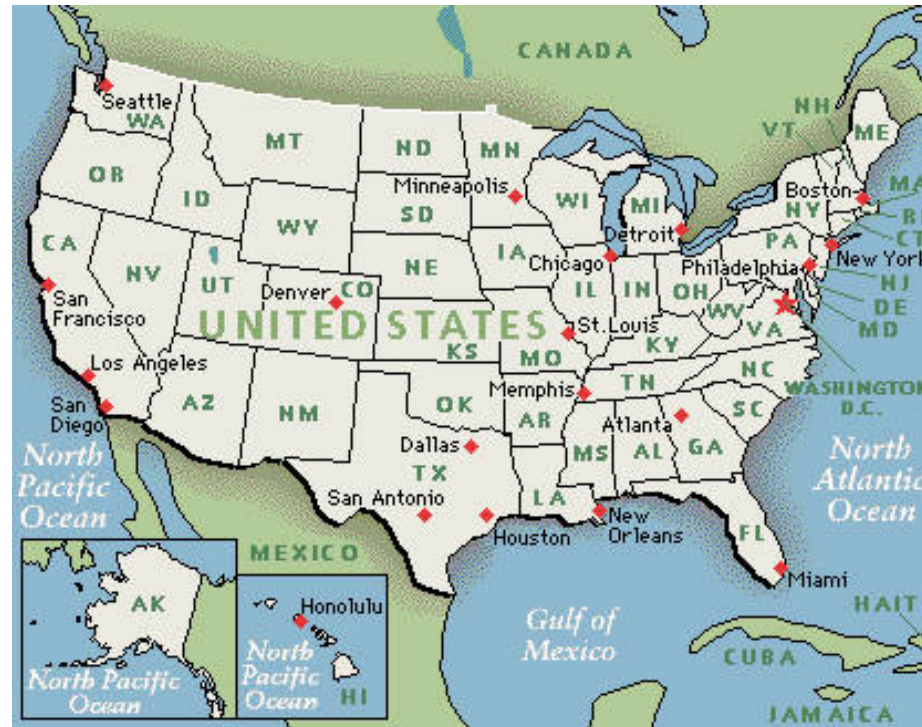 CANADA
NH
VT
ME
Seattle
WA
MT
ND
MN
OR
ID
Minneapolis
WI
MI
Boston
MA
NY
R
CT
SD
WY
CA
IA
Detroit
PA
New York
NV
UT
NE
Chicago
Philadelphia
NJ
Denver
CO
IL
IN
OH
WV
DE
MD
San
Francisco
UNITED STATES
St. Louis
VA
KS
MO
KY
Los Angeles
NC
WASHINGTON
D.C.
AZ
NM
OK
Memphis
TN
San
Diego
AR
Atlanta
SC
Dallas
MS
AL
GA
North
Pacific
Ocean
TX
North
Atlantic
Ocean
San Antonio
LA
Houston
New
Orleans
FL
MEXICO
Miami
AK
Honolulu
Gulf of
Mexico
HAIT
CUBA
North Pacific
Ocean
North
Pacific
Ocean
HI
JAMAICA